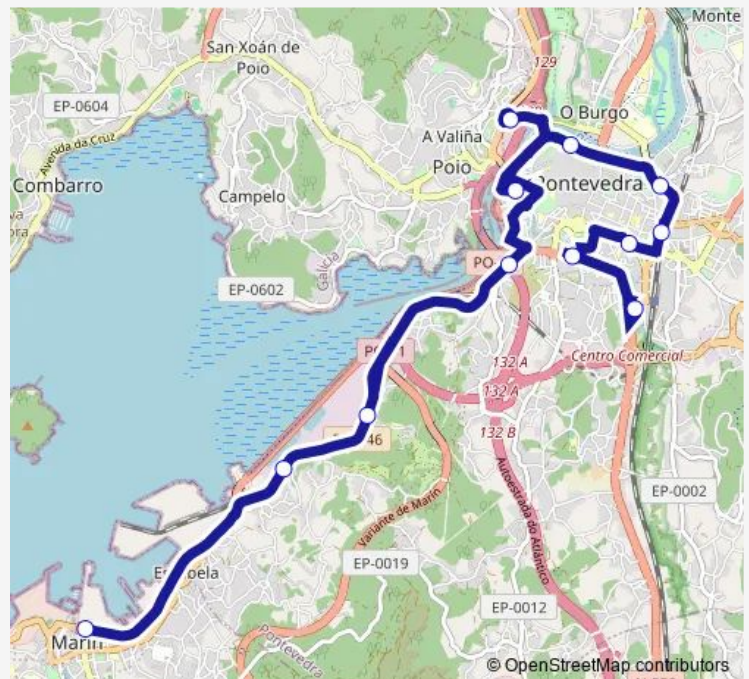 Monte
San Xoán de
Poio
129
EP-0604
O Burgo
Avenida da Cruz
A Valiña
Poio
Combarro
Pontevedra
Campelo
Galicia
PO-
EP-0602
132 A
Centro Comercial
132 A
46
132 B
EP-0002
Autoestrada do Atlántico
Variante de Marín
EP-0019
EP-0012
Marín
Pontevedra
© OpenStreetMap contributors